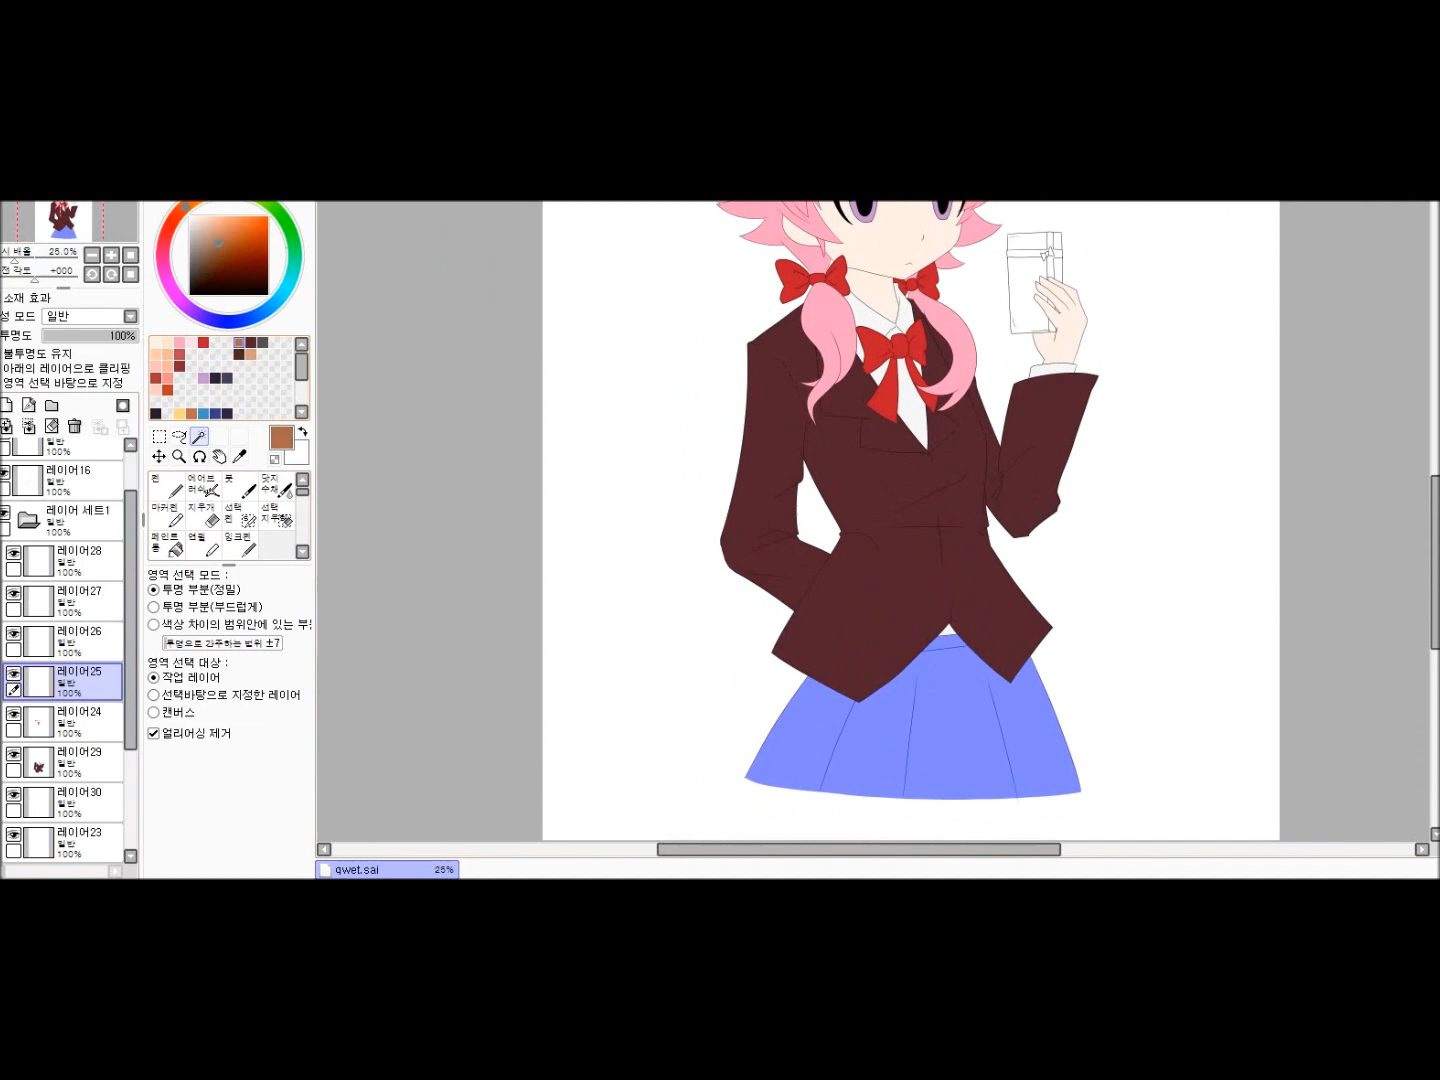 시 배율 25.0%
전 각도 +000
소재 효과
성 모드 일반
투명도 100%
불투명도 유지
아래의 레이어으로 클리핑
영역 선택 바탕으로 지정
일반
100%
레이어16
일반
100%
레이어 세트1
일반
100%
레이어28
일반
100%
레이어27
일반
100%
레이어26
일반
100%
레이어25
일반
100%
레이어24
일반
100%
레이어29
일반
100%
레이어30
일반
100%
레이어23
일반
100%
펜
에어브러쉬
붓
닷지 수채
마커펜
지우개
선택펜
선택 지우
페인트통
연필
잉크펜
영역 선택 모드 :
투명 부분(정밀)
투명 부분(부드럽게)
색상 차이의 범위안에 있는 부
투명으로 간주하는 범위 ±7
영역 선택 대상 :
작업 레이어
선택바탕으로 지정한 레이어
캔버스
얼리어싱 제거
qwet.sai 25%